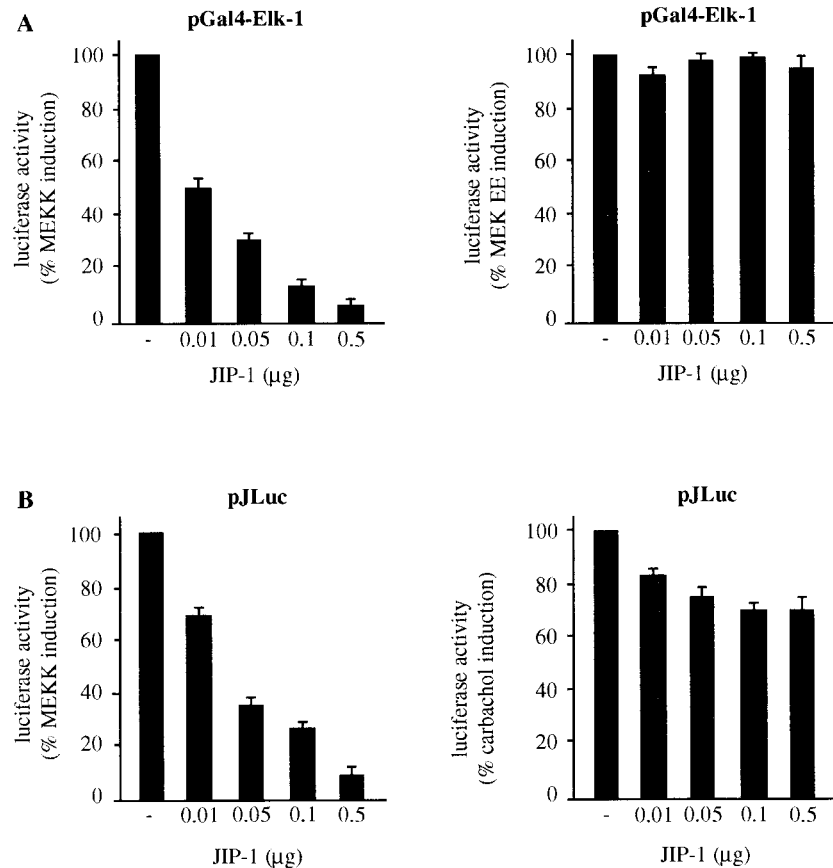 A
pGal4-Elk-1
luciferase activity
(% MEKK induction)
100
80
60
40
20
0
- 0.01 0.05 0.1 0.5
JIP-1 (µg)
pGal4-Elk-1
luciferase activity
(% MEK EE induction)
100
80
60
40
20
0
- 0.01 0.05 0.1 0.5
JIP-1 (µg)
B
pJLuc
luciferase activity
(% MEKK induction)
100
80
60
40
20
0
- 0.01 0.05 0.1 0.5
JIP-1 (µg)
pJLuc
luciferase activity
(% carbachol induction)
100
80
60
40
20
0
- 0.01 0.05 0.1 0.5
JIP-1 (µg)